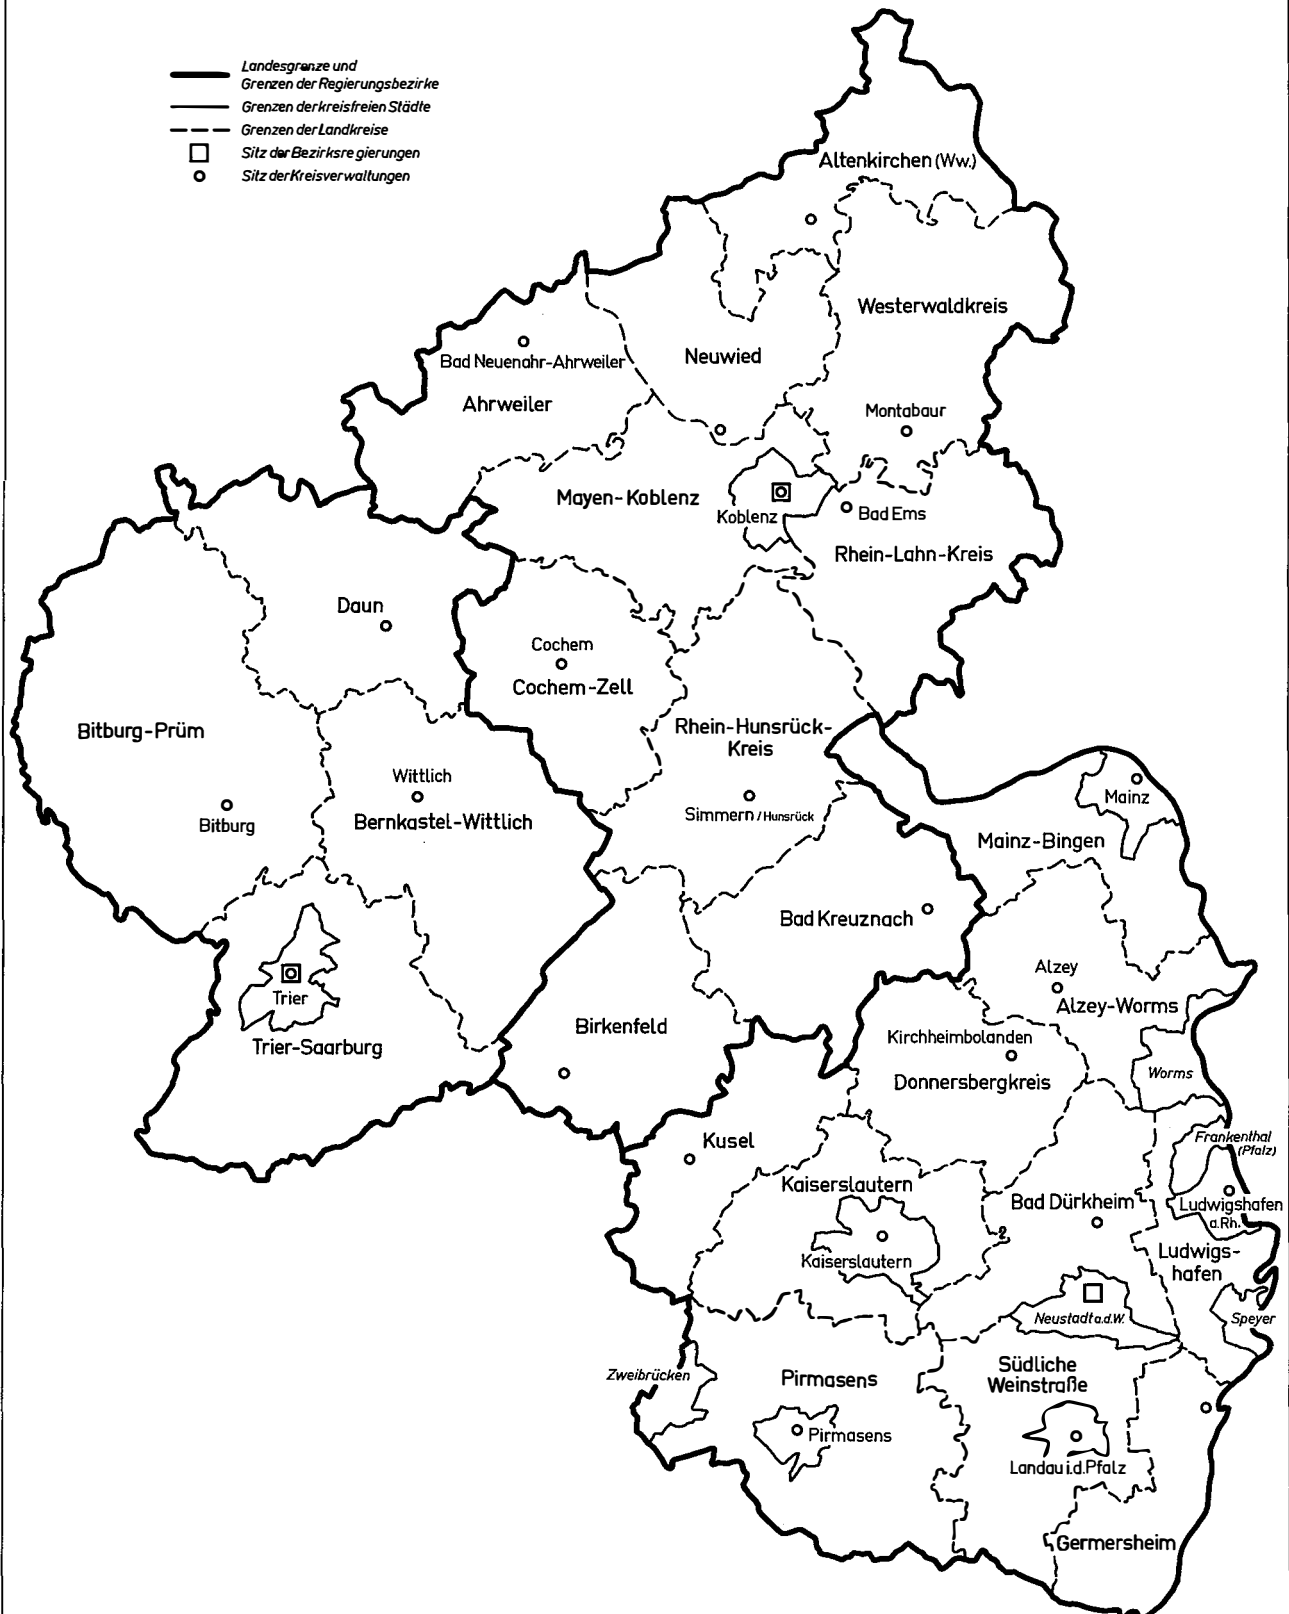 Landesgrenze und
Grenzen der Regierungsbezirke
Grenzen der kreisfreien Städte
Grenzen der Landkreise
Sitz der Bezirksregierungen
Sitz der Kreisverwaltungen
Altenkirchen (Ww.)
Westerwaldkreis
Neuwied
Bad Neuenahr-Ahrweiler
Ahrweiler
Montabaur
Mayen-Koblenz
Koblenz
Bad Ems
Rhein-Lahn-Kreis
Daun
Cochem
Cochem-Zell
Bitburg-Prüm
Rhein-Hunsrück-
Kreis
Wittlich
Bitburg
Bernkastel-Wittlich
Simmern / Hunsrück
Mainz
Mainz-Bingen
Bad Kreuznach
Alzey
Alzey-Worms
Trier
Trier-Saarburg
Birkenfeld
Kirchheimbolanden
Donnersbergkreis
Worms
Kusel
Frankenthal
(Pfalz)
Kaiserslautern
Bad Dürkheim
Ludwigshafen
a.Rh.
Kaiserslautern
Ludwigs-
hafen
Neustadt a.d.W.
Speyer
Zweibrücken
Pirmasens
Südliche
Weinstraße
Pirmasens
Landau i.d.Pfalz
Germersheim